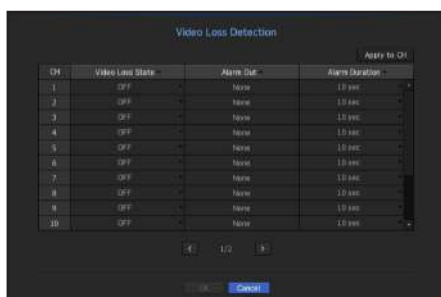 Video Loss Detection
Apply to CH
CH Video Loss State Alarm Out Alarm Duration
1 OFF None 10 sec
2 OFF None 10 sec
3 OFF None 10 sec
4 OFF None 10 sec
5 OFF None 10 sec
6 OFF None 10 sec
7 OFF None 10 sec
8 OFF None 10 sec
9 OFF None 10 sec
10 OFF None 10 sec
1/2
OK Cancel